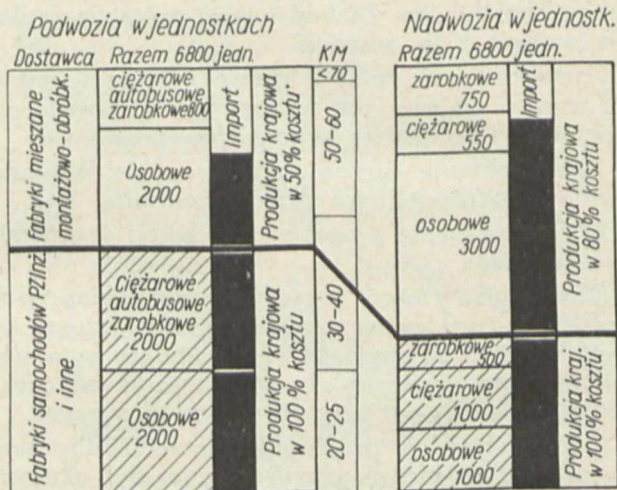 Podwozia w jednostkach
Dostawca Razem 6800 jedn. KM
Fabryki mieszane
montażowo-obróbk.
ciężarowe
autobusowe
zarobkowe 800
Osobowe
2000
Import
Produkcja krajowa
w 50% kosztu
<70
50-60
Fabryki samochodów PZInż.
i inne
Ciężarowe
autobusowe
zarobkowe
2000
Osobowe
2000
Produkcja krajowa
w 100% kosztu
30-40
20-25
Nadwozia w jednostk.
Razem 6800 jedn.
zarobkowe
750
ciężarowe
550
osobowe
3000
Import
Produkcja krajowa
w 80% kosztu
zarobkowe
500
ciężarowe
1000
osobowe
1000
Produkcja kraj.
w 100% kosztu